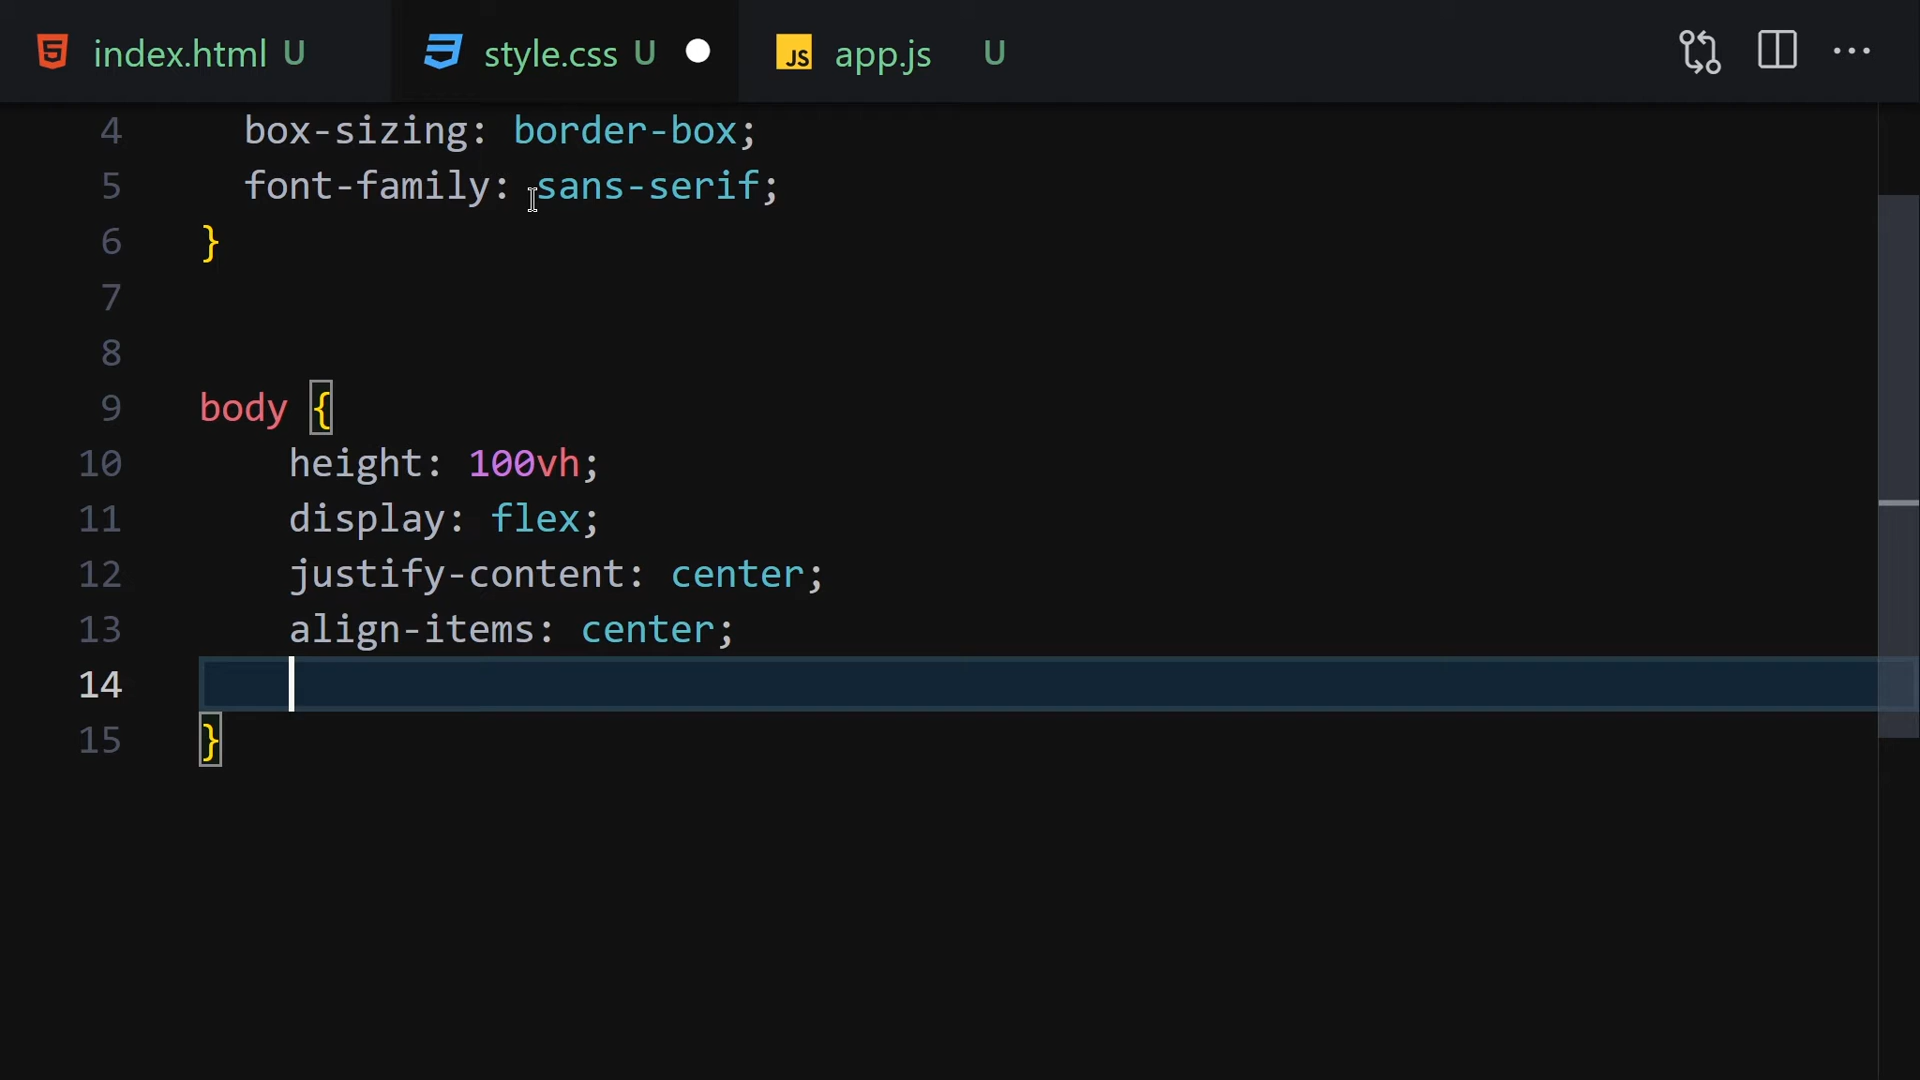 index.html U style.css U app.js U
4 box-sizing: border-box;
5 font-family: sans-serif;
6 }
7
8
9 body {
10 height: 100vh;
11 display: flex;
12 justify-content: center;
13 align-items: center;
14
15 }